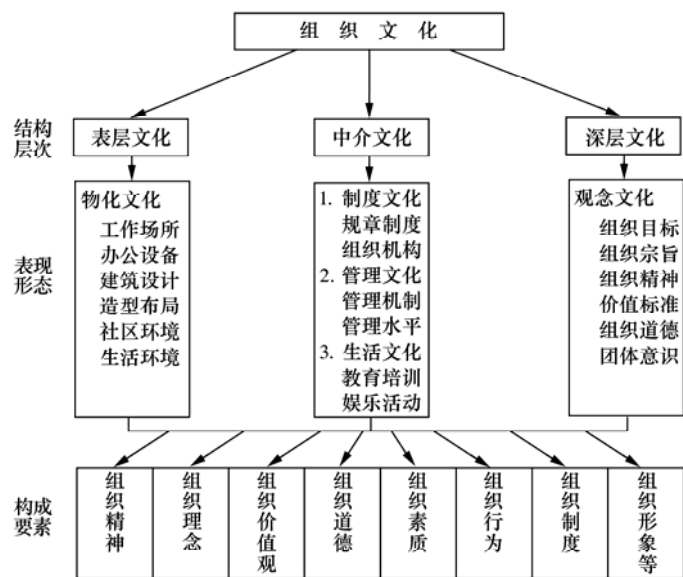 组织文化
结构
层次
表层文化
中介文化
深层文化
表现
形态
物化文化
工作场所
办公设备
建筑设计
造型布局
社区环境
生活环境
1. 制度文化
规章制度
组织机构
2. 管理文化
管理机制
管理水平
3. 生活文化
教育培训
娱乐活动
观念文化
组织目标
组织宗旨
组织精神
价值标准
组织道德
团体意识
构成
要素
组织精神
组织理念
组织价值观
组织道德
组织素质
组织行为
组织制度
组织形象等